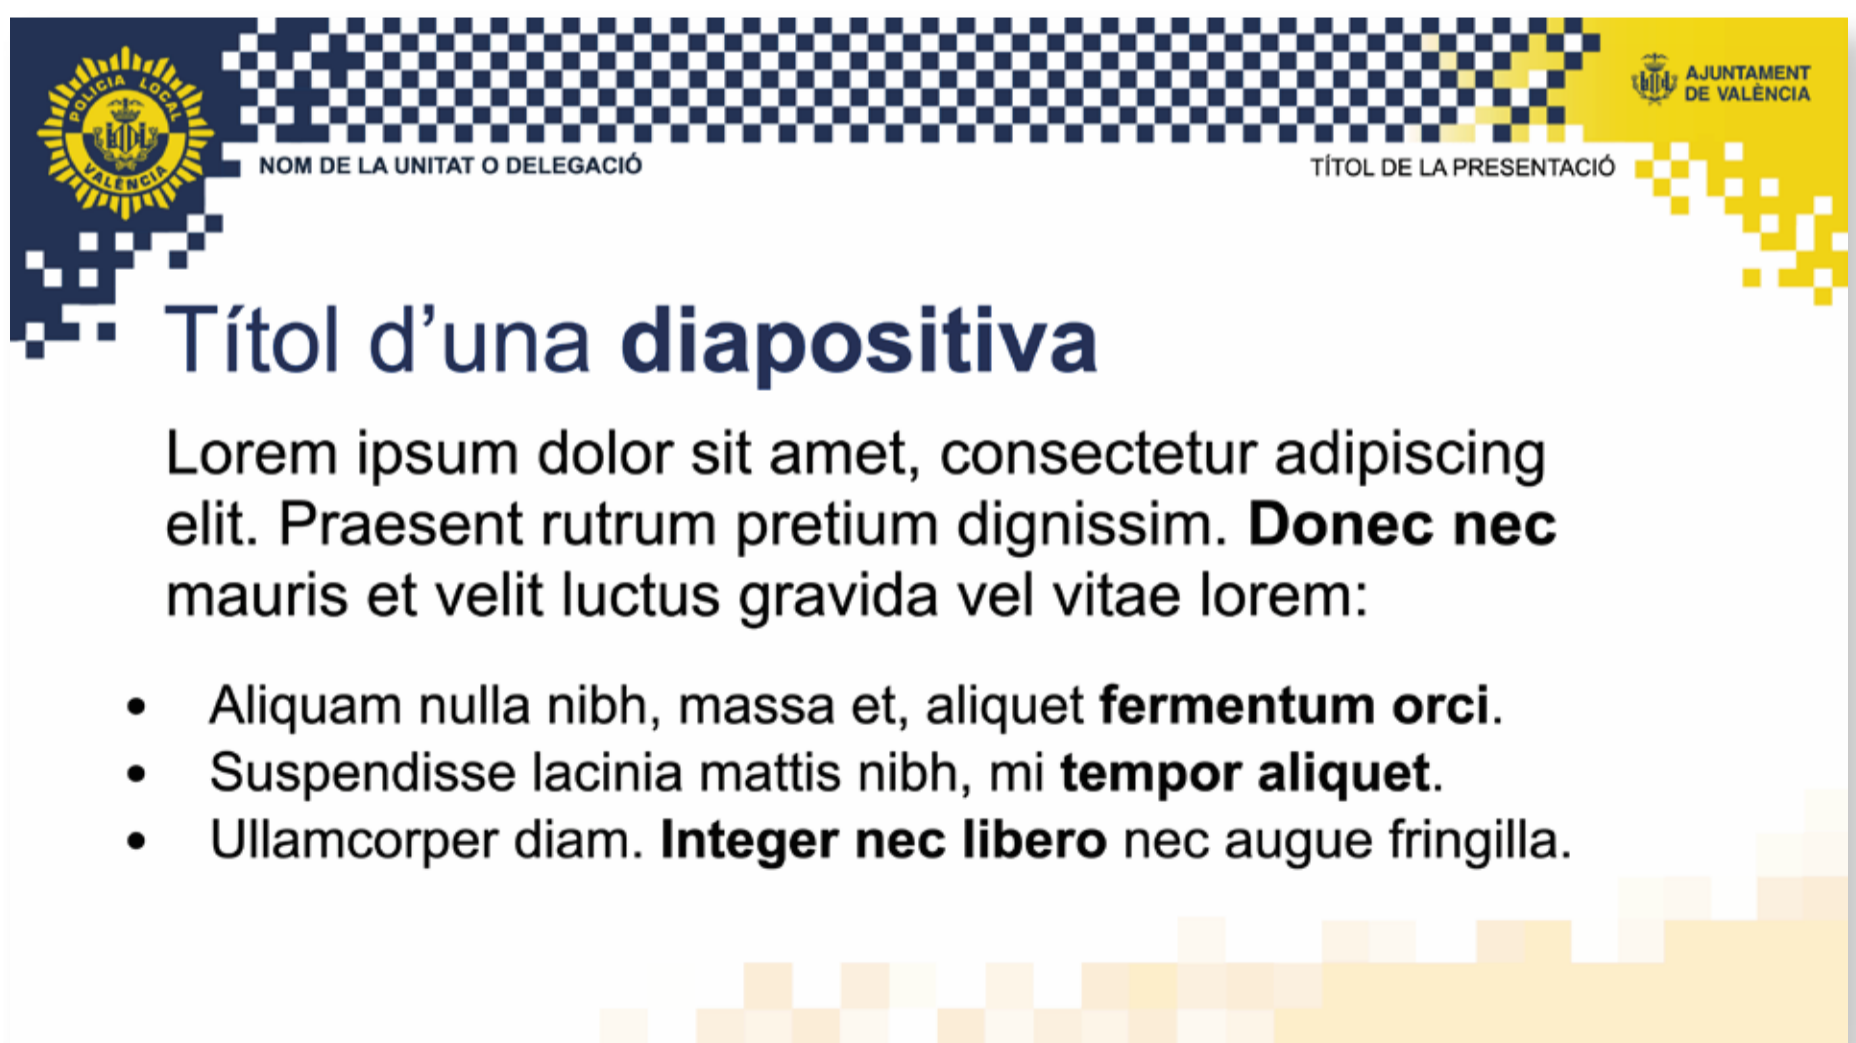 POLICIA LOCAL
VALÈNCIA
AJUNTAMENT
DE VALÈNCIA
NOM DE LA UNITAT O DELEGACIÓ
TÍTOL DE LA PRESENTACIÓ
Títol d’una diapositiva
Lorem ipsum dolor sit amet, consectetur adipiscing
elit. Praesent rutrum pretium dignissim. Donec nec
mauris et velit luctus gravida vel vitae lorem:
• Aliquam nulla nibh, massa et, aliquet fermentum orci.
• Suspendisse lacinia mattis nibh, mi tempor aliquet.
• Ullamcorper diam. Integer nec libero nec augue fringilla.